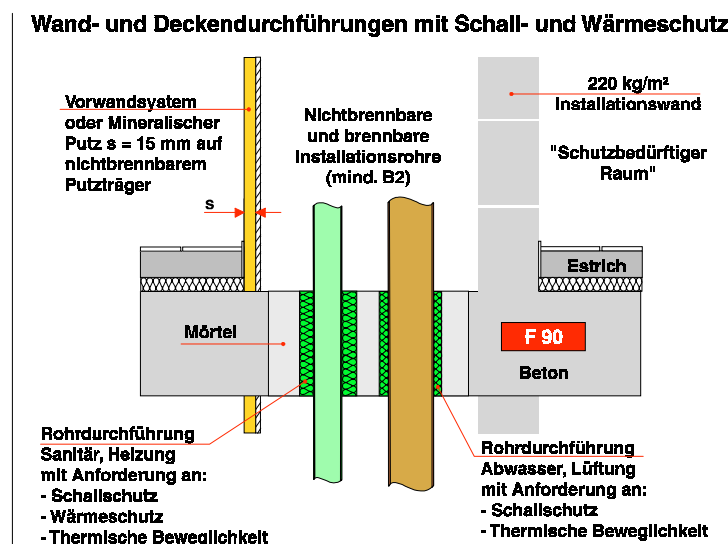 Wand- und Deckendurchführungen mit Schall- und Wärmeschutz
Vorwandsystem
oder Mineralischer
Putz s = 15 mm auf
nichtbrennbarem
Putzträger
s
Nichtbrennbare
und brennbare
Installationsrohre
(mind. B2)
220 kg/m²
Installationswand
"Schutzbedürftiger
Raum"
Estrich
Mörtel
F 90
Beton
Rohrdurchführung
Sanitär, Heizung
mit Anforderung an:
- Schallschutz
- Wärmeschutz
- Thermische Beweglichkeit
Rohrdurchführung
Abwasser, Lüftung
mit Anforderung an:
- Schallschutz
- Thermische Beweglichkeit